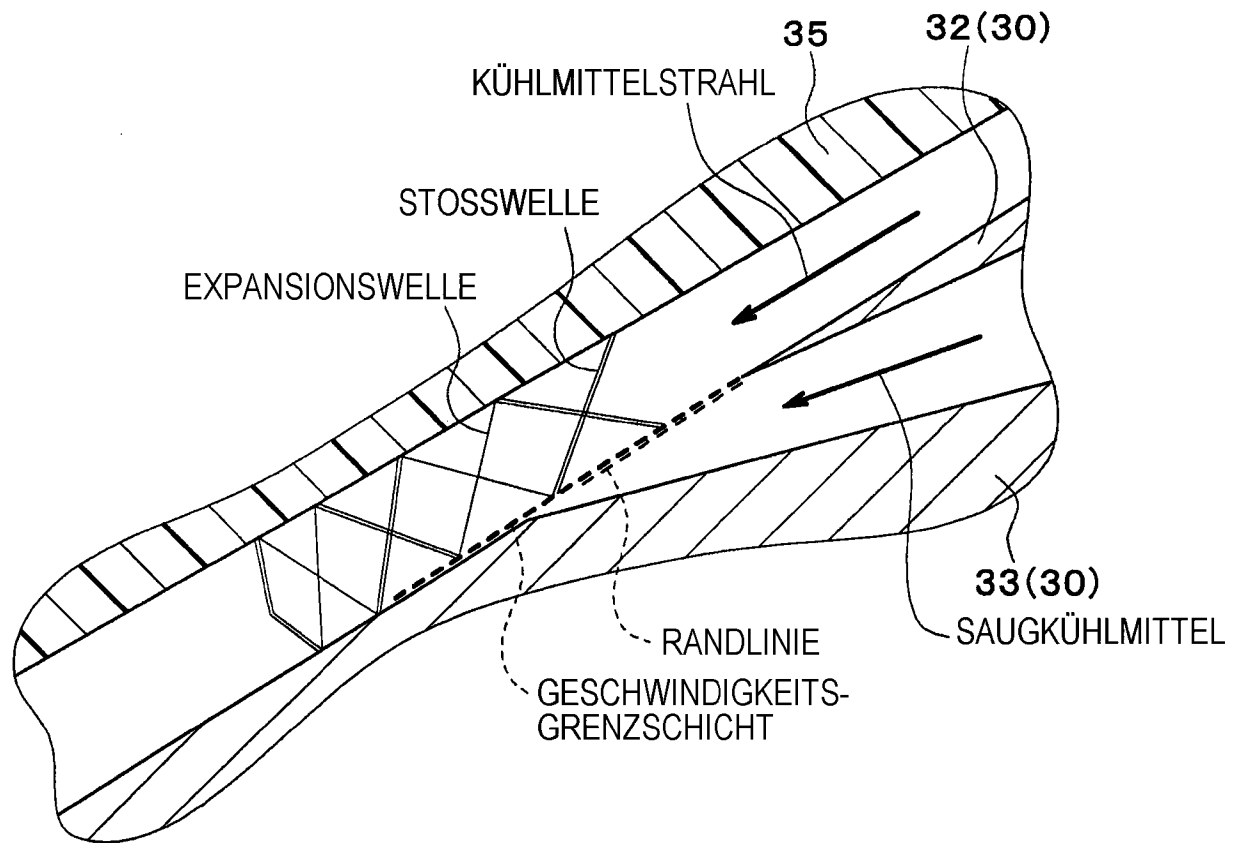 35
32(30)
KÜHLMITTELSTRAHL
STOSSWELLE
EXPANSIONSWELLE
33(30)
SAUGKÜHLMITTEL
RANDLINIE
GESCHWINDIGKEITS-
GRENZSCHICHT